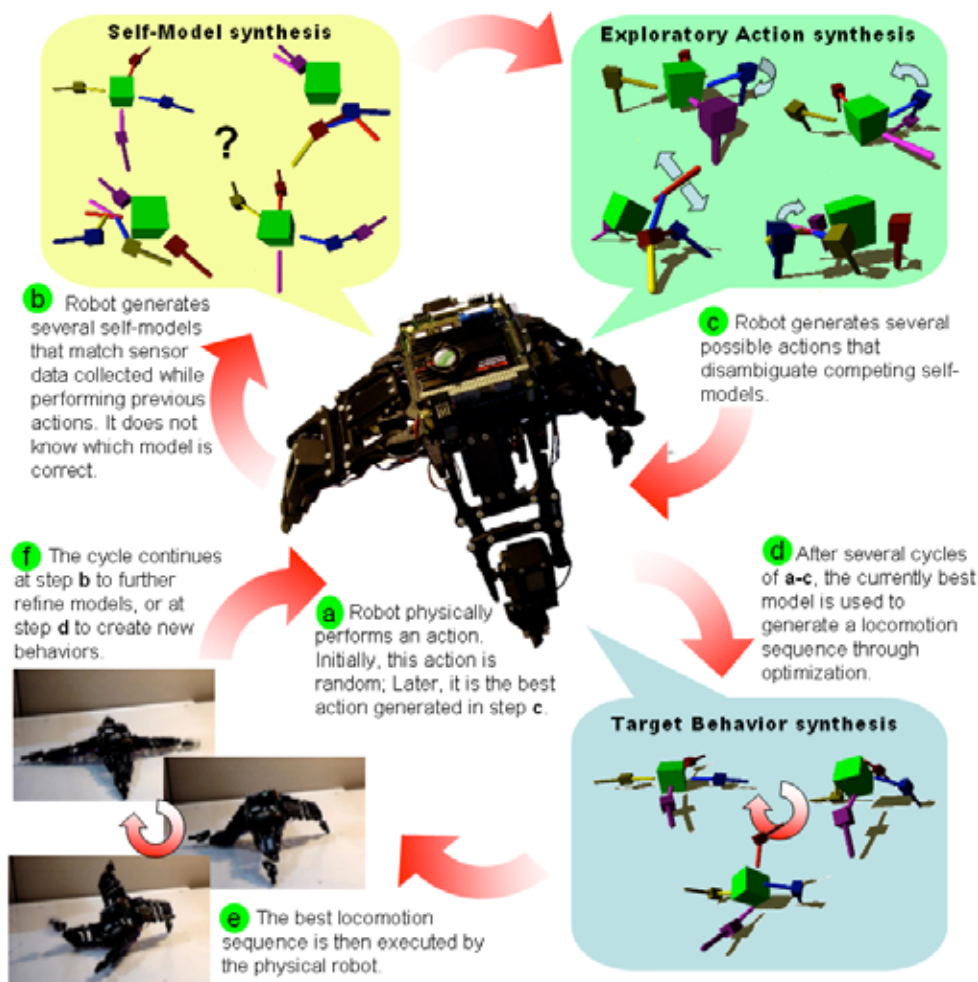 Self-Model synthesis
?
Exploratory Action synthesis
b Robot generates
several self-models
that match sensor
data collected while
performing previous
actions. It does not
know which model is
correct.
c Robot generates several
possible actions that
disambiguate competing self-
models.
f The cycle continues
at step b to further
refine models, or at
step d to create new
behaviors.
a Robot physically
performs an action.
Initially, this action is
random; Later, it is the best
action generated in step c.
d After several cycles
of a-c, the currently best
model is used to
generate a locomotion
sequence through
optimization.
Target Behavior synthesis
e The best locomotion
sequence is then executed by
the physical robot.